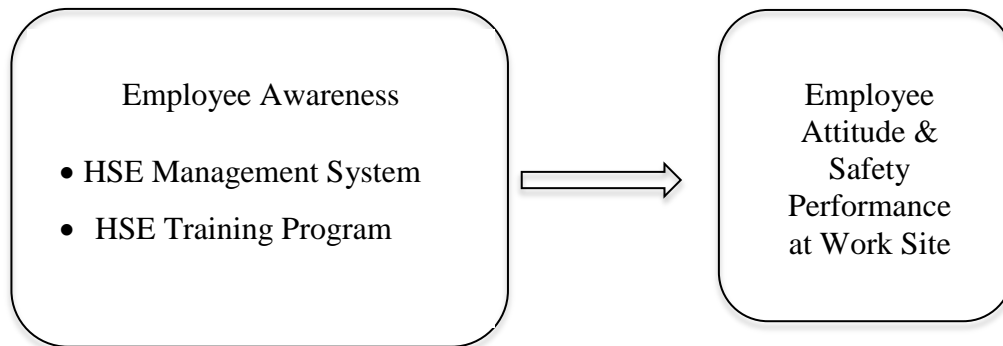 Employee Awareness
• HSE Management System
• HSE Training Program
Employee
Attitude &
Safety
Performance
at Work Site